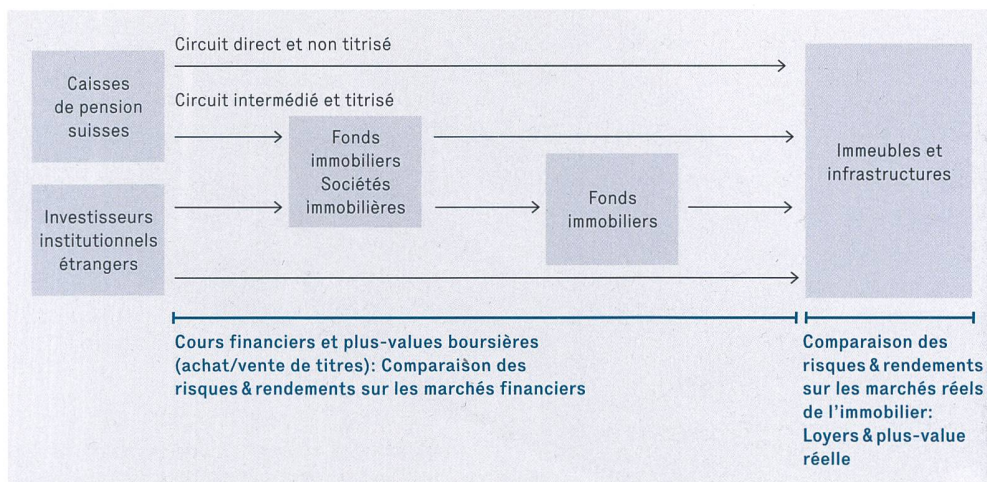 Circuit direct et non titrisé
Caisses
de pension
suisses
Circuit intermédié et titrisé
Fonds
immobiliers
Sociétés
immobilières
Immeubles et
infrastructures
Investisseurs
institutionnels
étrangers
Fonds
immobiliers
Cours financiers et plus-values boursières
(achat/vente de titres): Comparaison des
risques & rendements sur les marchés financiers
Comparaison des
risques & rendements
sur les marchés réels
de l’immobilier:
Loyers & plus-value
réelle